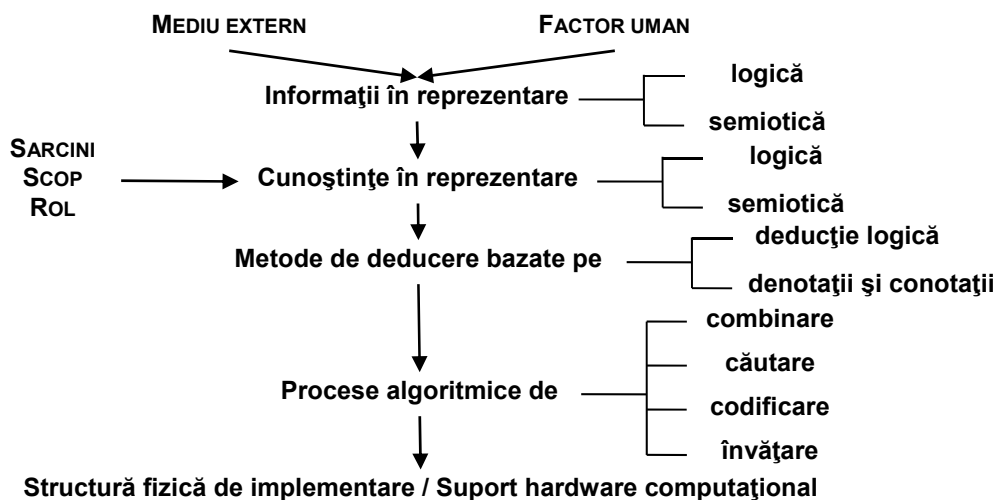 MEDIU EXTERN
FACTOR UMAN
Informaţii în reprezentare
logică
semiotică
SARCINI
SCOP
ROL
Cunoştinţe în reprezentare
logică
semiotică
Metode de deducere bazate pe
deducţie logică
denotaţii şi conotaţii
Procese algoritmice de
combinare
căutare
codificare
învăţare
Structură fizică de implementare / Suport hardware computaţional